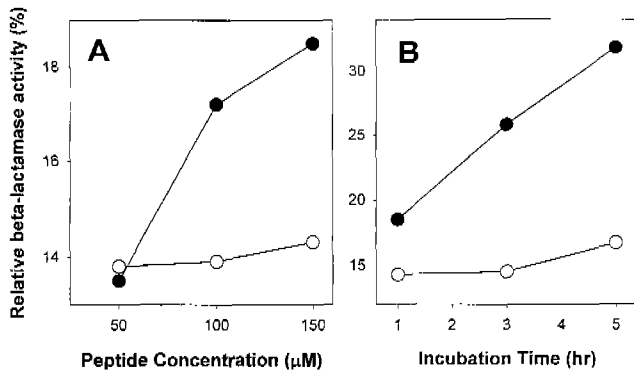 Relative beta-lactamase activity (%)
A
18
16
14
50 100 150
Peptide Concentration (µM)
B
30
25
20
15
1 2 3 4 5
Incubation Time (hr)